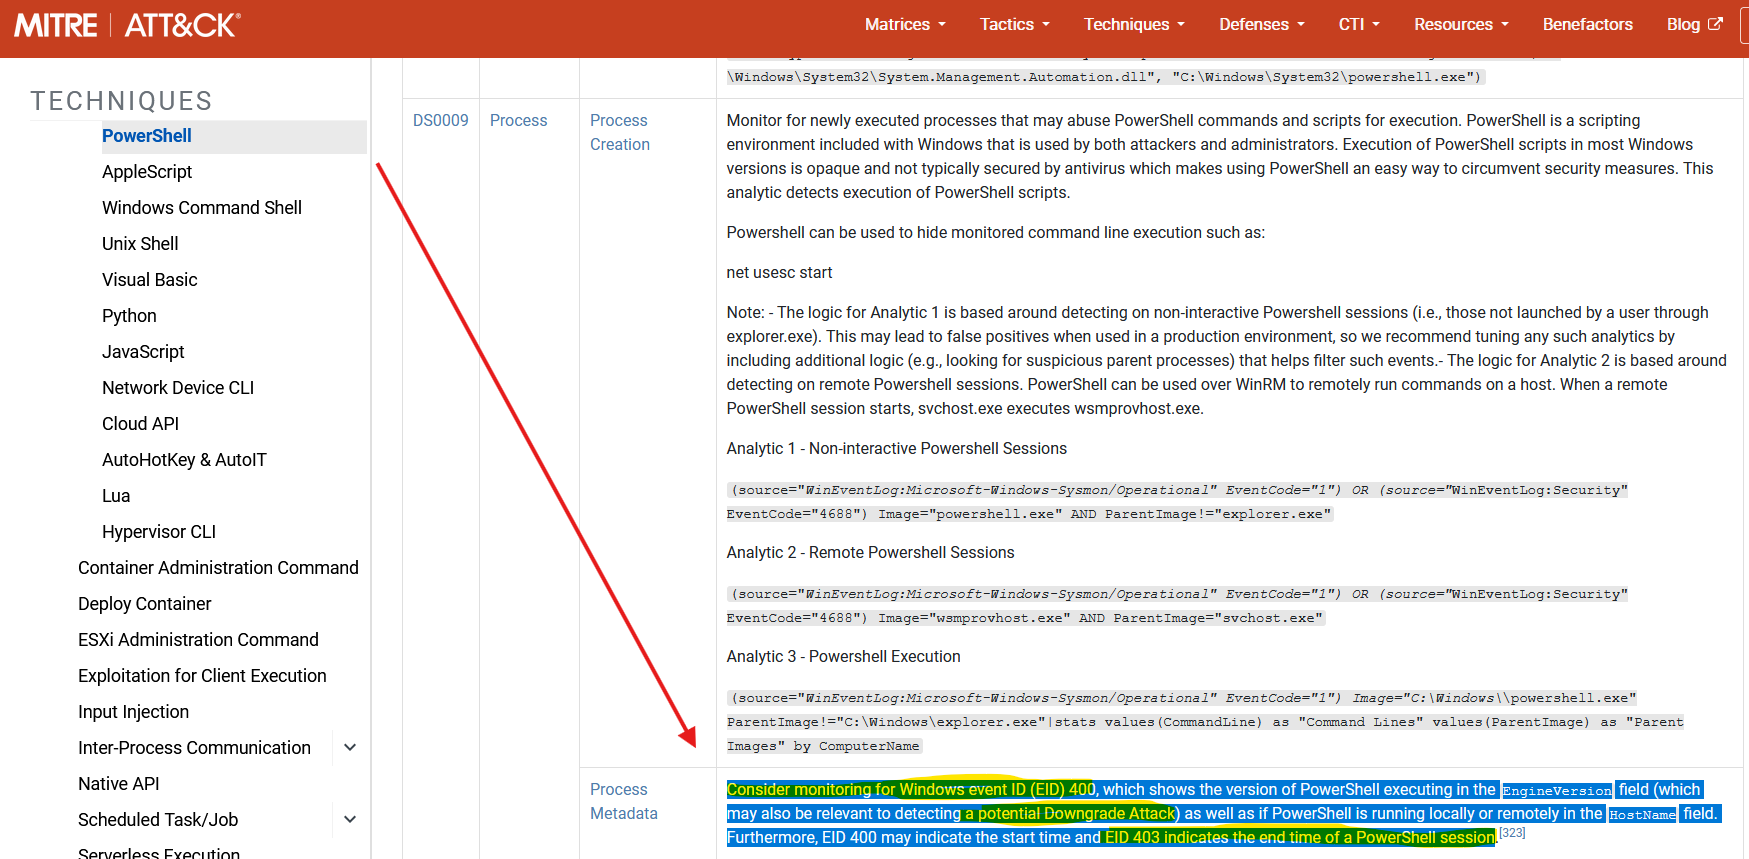 MITRE | ATT&CK®
Matrices
Tactics
Techniques
Defenses
CTI
Resources
Benefactors
Blog
TECHNIQUES
PowerShell
AppleScript
Windows Command Shell
Unix Shell
Visual Basic
Python
JavaScript
Network Device CLI
Cloud API
AutoHotKey & AutoIT
Lua
Hypervisor CLI
Container Administration Command
Deploy Container
ESXi Administration Command
Exploitation for Client Execution
Input Injection
Inter-Process Communication
Native API
Scheduled Task/Job
Serverless Execution
\Windows\System32\System.Management.Automation.dll", "C:\Windows\System32\powershell.exe")
DS0009
Process
Process
Creation
Monitor for newly executed processes that may abuse PowerShell commands and scripts for execution. PowerShell is a scripting
environment included with Windows that is used by both attackers and administrators. Execution of PowerShell scripts in most Windows
versions is opaque and not typically secured by antivirus which makes using PowerShell an easy way to circumvent security measures. This
analytic detects execution of PowerShell scripts.
Powershell can be used to hide monitored command line execution such as:
net usesc start
Note: - The logic for Analytic 1 is based around detecting on non-interactive Powershell sessions (i.e., those not launched by a user through
explorer.exe). This may lead to false positives when used in a production environment, so we recommend tuning any such analytics by
including additional logic (e.g., looking for suspicious parent processes) that helps filter such events.- The logic for Analytic 2 is based around
detecting on remote Powershell sessions. PowerShell can be used over WinRM to remotely run commands on a host. When a remote
PowerShell session starts, svchost.exe executes wsmprovhost.exe.
Analytic 1 - Non-interactive Powershell Sessions
(source="WinEventLog:Microsoft-Windows-Sysmon/Operational" EventCode="1") OR (source="WinEventLog:Security"
EventCode="4688") Image="powershell.exe" AND ParentImage!="explorer.exe"
Analytic 2 - Remote Powershell Sessions
(source="WinEventLog:Microsoft-Windows-Sysmon/Operational" EventCode="1") OR (source="WinEventLog:Security"
EventCode="4688") Image="wsmprovhost.exe" AND ParentImage="svchost.exe"
Analytic 3 - Powershell Execution
(source="WinEventLog:Microsoft-Windows-Sysmon/Operational" EventCode="1") Image="C:\Windows\\powershell.exe"
ParentImage!="C:\Windows\explorer.exe"|stats values(CommandLine) as "Command Lines" values(ParentImage) as "Parent
Images" by ComputerName
Process
Metadata
Consider monitoring for Windows event ID (EID) 400, which shows the version of PowerShell executing in the EngineVersion field (which
may also be relevant to detecting a potential Downgrade Attack) as well as if PowerShell is running locally or remotely in the HostName field.
Furthermore, EID 400 may indicate the start time and EID 403 indicates the end time of a PowerShell session.[323]